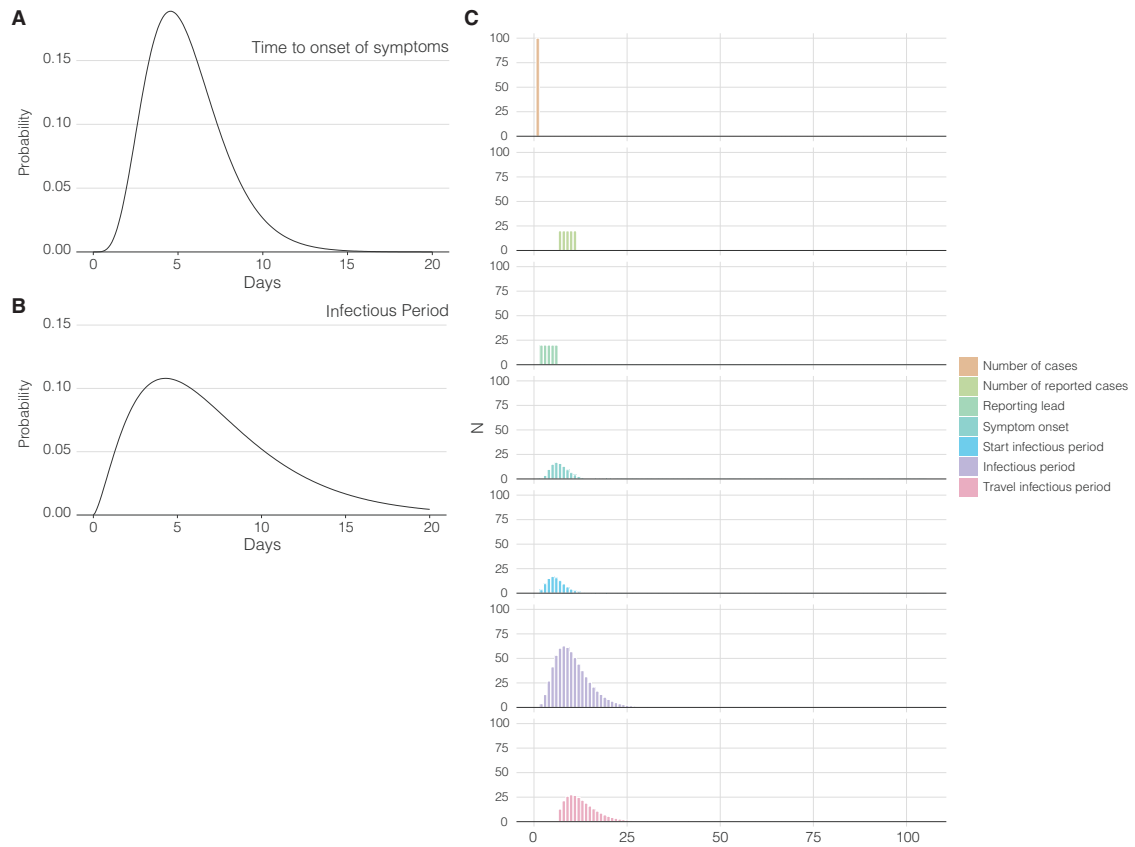 A
Time to onset of symptoms
Probability
0.15
0.10
0.05
0.00
0 5 10 15 20
Days
B
Infectious Period
Probability
0.15
0.10
0.05
0.00
0 5 10 15 20
Days
C
N
100
75
50
25
0
100
75
50
25
0
100
75
50
25
0
100
75
50
25
0
100
75
50
25
0
100
75
50
25
0
100
75
50
25
0
0 25 50 75 100
Number of cases
Number of reported cases
Reporting lead
Symptom onset
Start infectious period
Infectious period
Travel infectious period